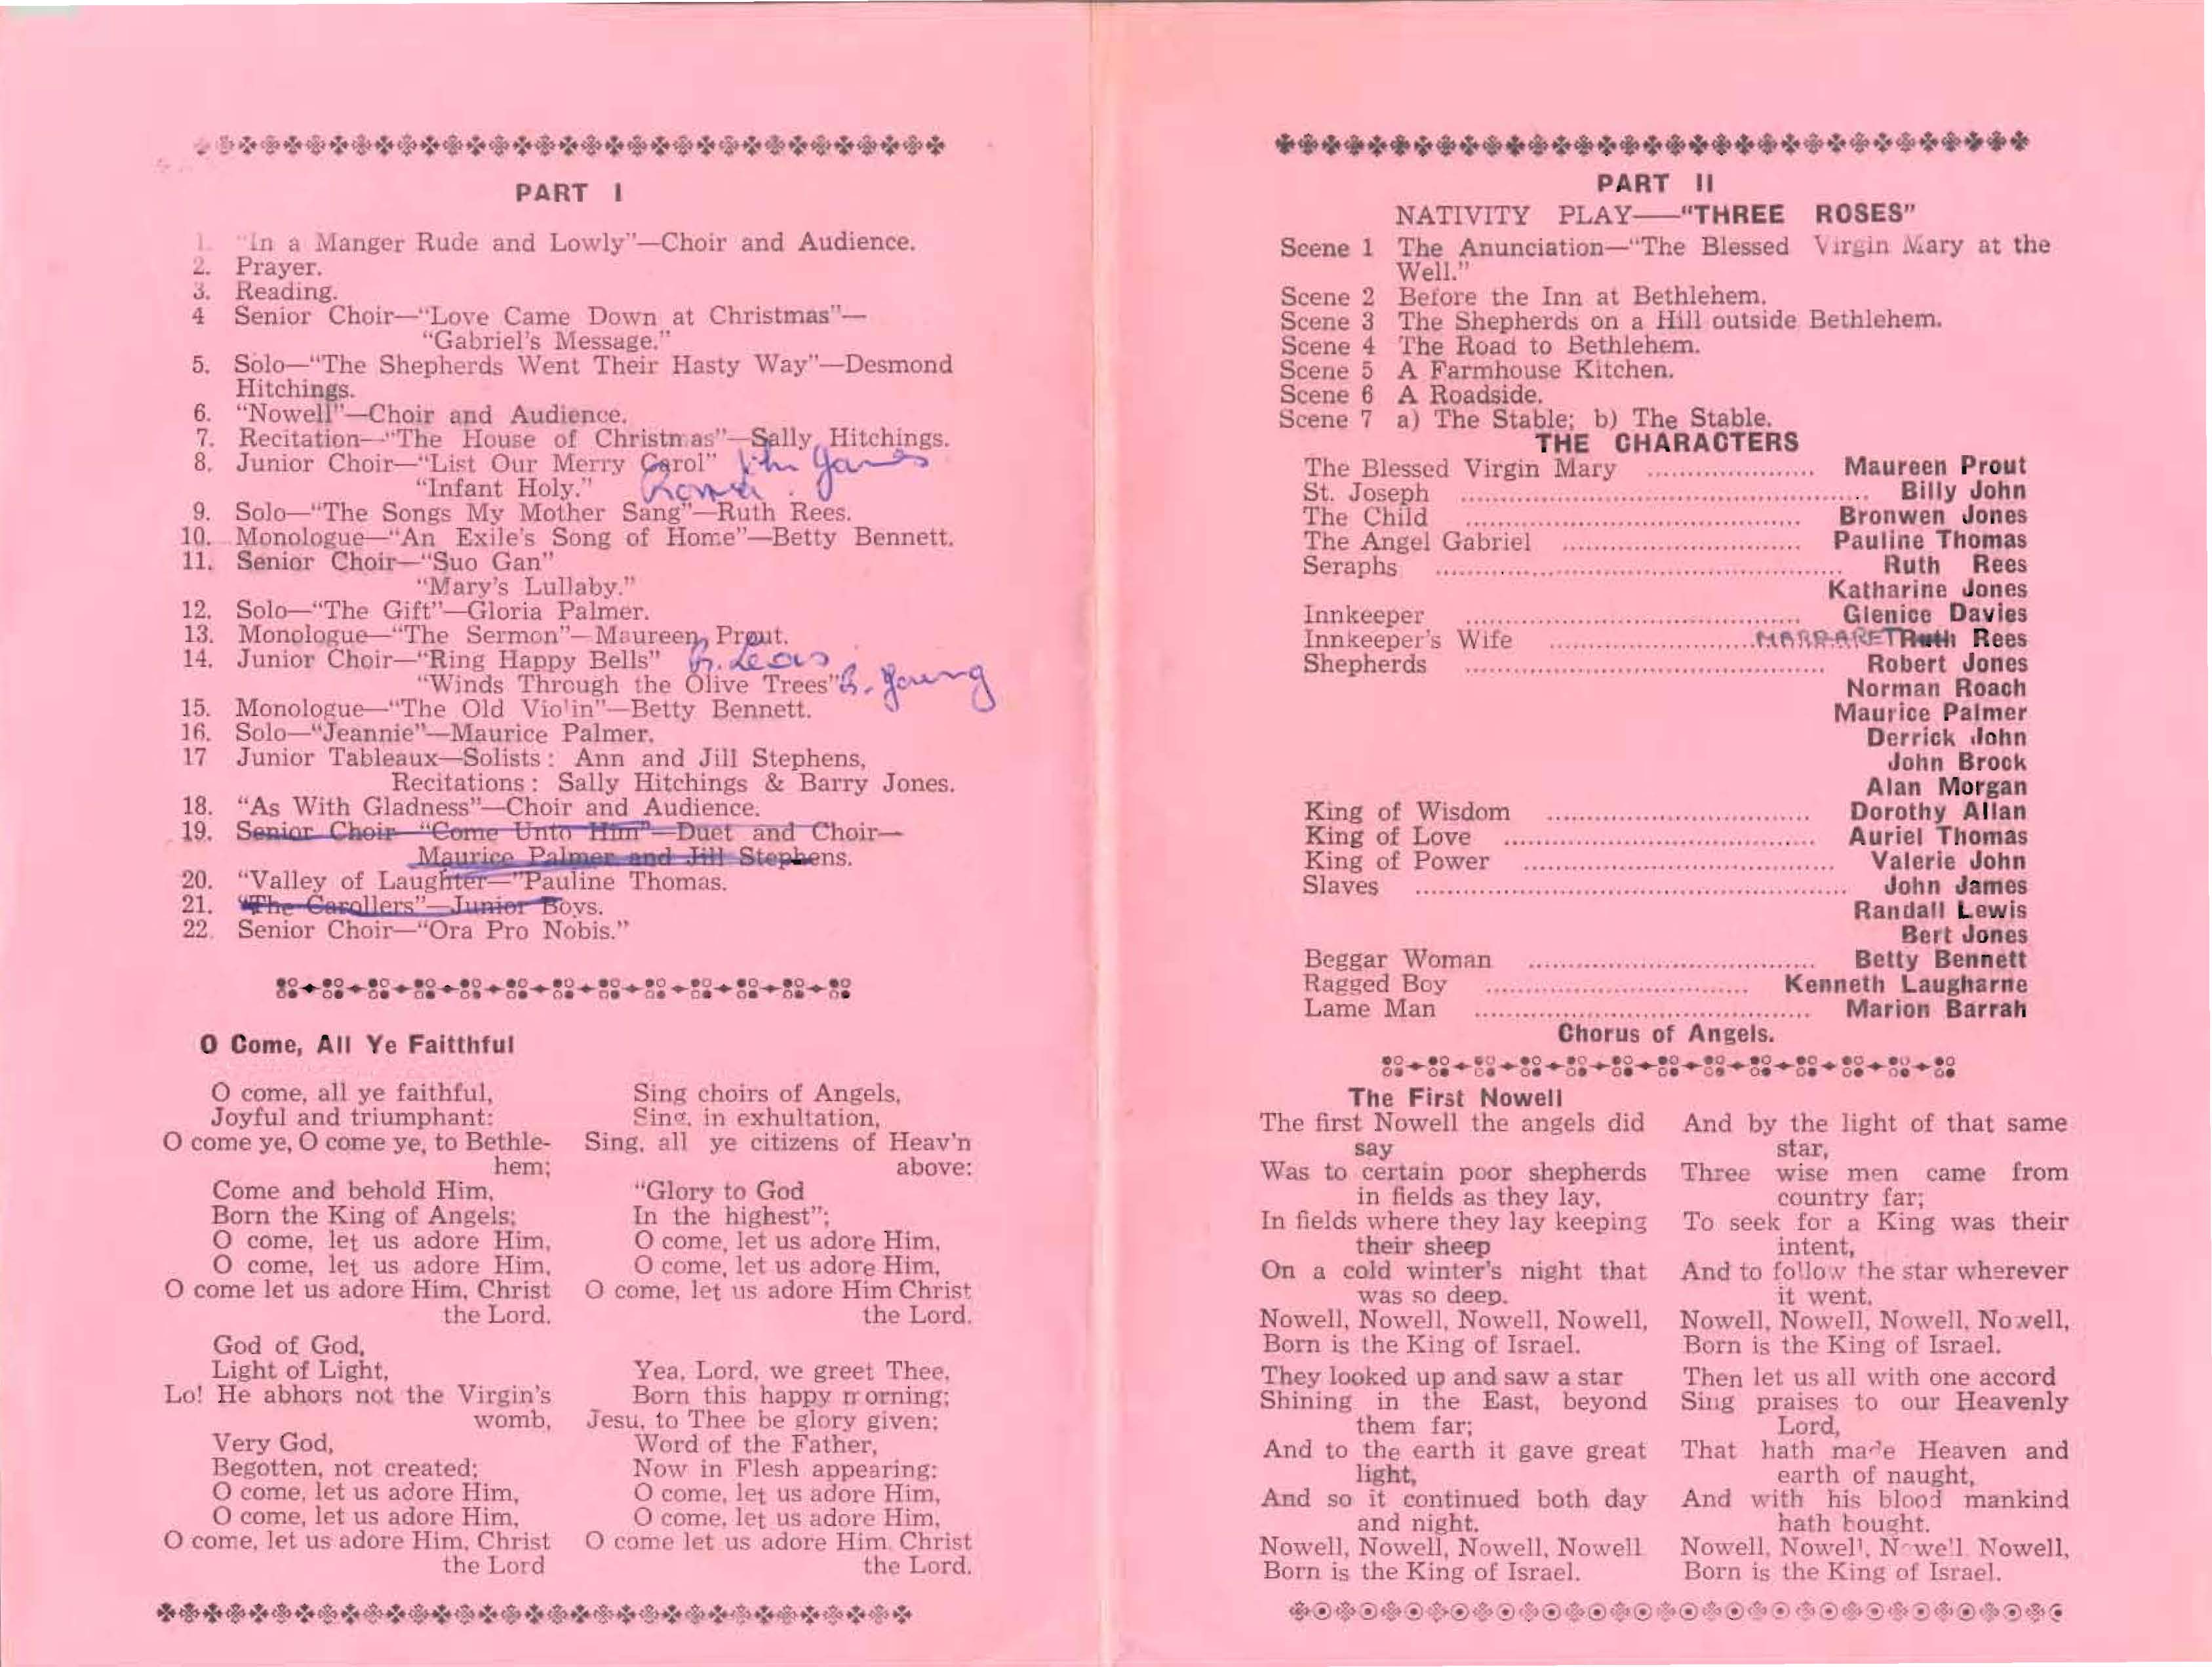 PART I
1. "In a Manger Rude and Lowly"—Choir and Audience.
2. Prayer.
3. Reading.
4 Senior Choir—"Love Came Down at Christmas"—
"Gabriel's Message."
5. Solo—"The Shepherds Went Their Hasty Way"—Desmond
Hitchings.
6. "Nowell"—Choir and Audience.
7. Recitation—"The House of Christmas"—Sally Hitchings.
8. Junior Choir—"List Our Merry Carol" John James
"Infant Holy."
9. Solo—"The Songs My Mother Sang"—Ruth Rees.
10. Monologue—"An Exile's Song of Home"—Betty Bennett.
11. Senior Choir—"Suo Gan"
"Mary's Lullaby."
12. Solo—"The Gift"—Gloria Palmer.
13. Monologue—"The Sermon"—Maureen Prout.
14. Junior Choir—"Ring Happy Bells"
"Winds Through the Olive Trees" B. Young
15. Monologue—"The Old Violin"—Betty Bennett.
16. Solo—"Jeannie"—Maurice Palmer.
17 Junior Tableaux—Solists: Ann and Jill Stephens,
Recitations: Sally Hitchings & Barry Jones.
18. "As With Gladness"—Choir and Audience.
19. Senior Choir—"Come Unto Him"—Duet and Choir—
Maurice Palmer and Jill Stephens.
20. "Valley of Laughter—"Pauline Thomas.
21. "The Carollers"—Junior Boys.
22. Senior Choir—"Ora Pro Nobis."
O Come, All Ye Faitthful
O come, all ye faithful,
Joyful and triumphant:
O come ye, O come ye, to Bethle-
hem;
Come and behold Him,
Born the King of Angels;
O come, let us adore Him,
O come, let us adore Him,
O come let us adore Him, Christ
the Lord.
God of God,
Light of Light,
Lo! He abhors not the Virgin's
womb,
Very God,
Begotten, not created;
O come, let us adore Him,
O come, let us adore Him,
O come, let us adore Him, Christ
the Lord
Sing choirs of Angels,
Sing, in exhultation,
Sing, all ye citizens of Heav'n
above:
"Glory to God
In the highest";
O come, let us adore Him,
O come, let us adore Him,
O come, let us adore Him Christ
the Lord.
Yea, Lord, we greet Thee,
Born this happy morning;
Jesu, to Thee be glory given;
Word of the Father,
Now in Flesh appearing:
O come, let us adore Him,
O come, let us adore Him,
O come let us adore Him, Christ
the Lord.
PART II
NATIVITY PLAY—"THREE ROSES"
Scene 1 The Anunciation—"The Blessed Virgin Mary at the
Well."
Scene 2 Before the Inn at Bethlehem.
Scene 3 The Shepherds on a Hill outside Bethlehem.
Scene 4 The Road to Bethlehem.
Scene 5 A Farmhouse Kitchen.
Scene 6 A Roadside.
Scene 7 a) The Stable; b) The Stable.
THE CHARACTERS
The Blessed Virgin Mary ..................... Maureen Prout
St. Joseph ..................... Billy John
The Child ..................... Bronwen Jones
The Angel Gabriel ..................... Pauline Thomas
Seraphs ..................... Ruth Rees
Katharine Jones
Innkeeper ..................... Glenice Davies
Innkeeper's Wife ..................... MARGARET Ruth Rees
Shepherds ..................... Robert Jones
Norman Roach
Maurice Palmer
Derrick John
John Brock
Alan Morgan
King of Wisdom ..................... Dorothy Allan
King of Love ..................... Auriel Thomas
King of Power ..................... Valerie John
Slaves ..................... John James
Randall Lewis
Bert Jones
Beggar Woman ..................... Betty Bennett
Ragged Boy ..................... Kenneth Laugharne
Lame Man ..................... Marion Barrah
Chorus of Angels.
The First Nowell
The first Nowell the angels did
say
Was to certain poor shepherds
in fields as they lay,
In fields where they lay keeping
their sheep
On a cold winter's night that
was so deep.
Nowell, Nowell, Nowell, Nowell,
Born is the King of Israel.
They looked up and saw a star
Shining in the East, beyond
them far;
And to the earth it gave great
light,
And so it continued both day
and night.
Nowell, Nowell, Nowell, Nowell
Born is the King of Israel.
And by the light of that same
star,
Three wise men came from
country far;
To seek for a King was their
intent,
And to follow the star wherever
it went.
Nowell, Nowell, Nowell, Nowell,
Born is the King of Israel.
Then let us all with one accord
Sing praises to our Heavenly
Lord,
That hath made Heaven and
earth of naught,
And with his blood mankind
hath bought.
Nowell, Nowell, Nowell Nowell,
Born is the King of Israel.